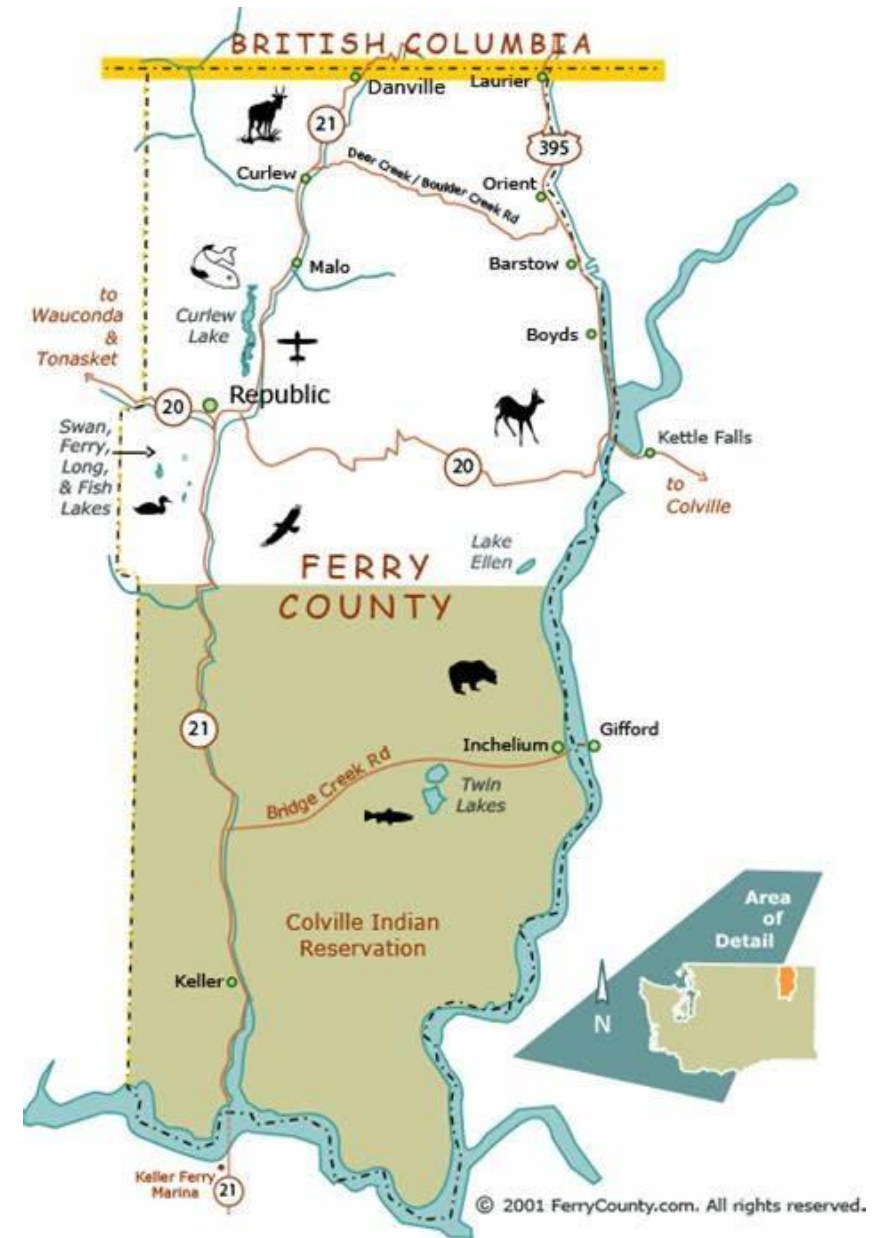 BRITISH COLUMBIA
Danville
Laurier
21
395
Deer Creek / Boulder Creek Rd
Curlew
Orient
Malo
Barstow
to
Wauconda
&
Tonasket
Curlew
Lake
Boyds
Republic
20
Swan,
Ferry,
Long,
& Fish
Lakes
Kettle Falls
20
to
Colville
Lake
Ellen
FERRY
COUNTY
21
Inchelium
Gifford
Bridge Creek Rd
Twin
Lakes
Colville Indian
Reservation
Area
of
Detail
Keller
N
Keller Ferry
Marina
21
© 2001 FerryCounty.com. All rights reserved.